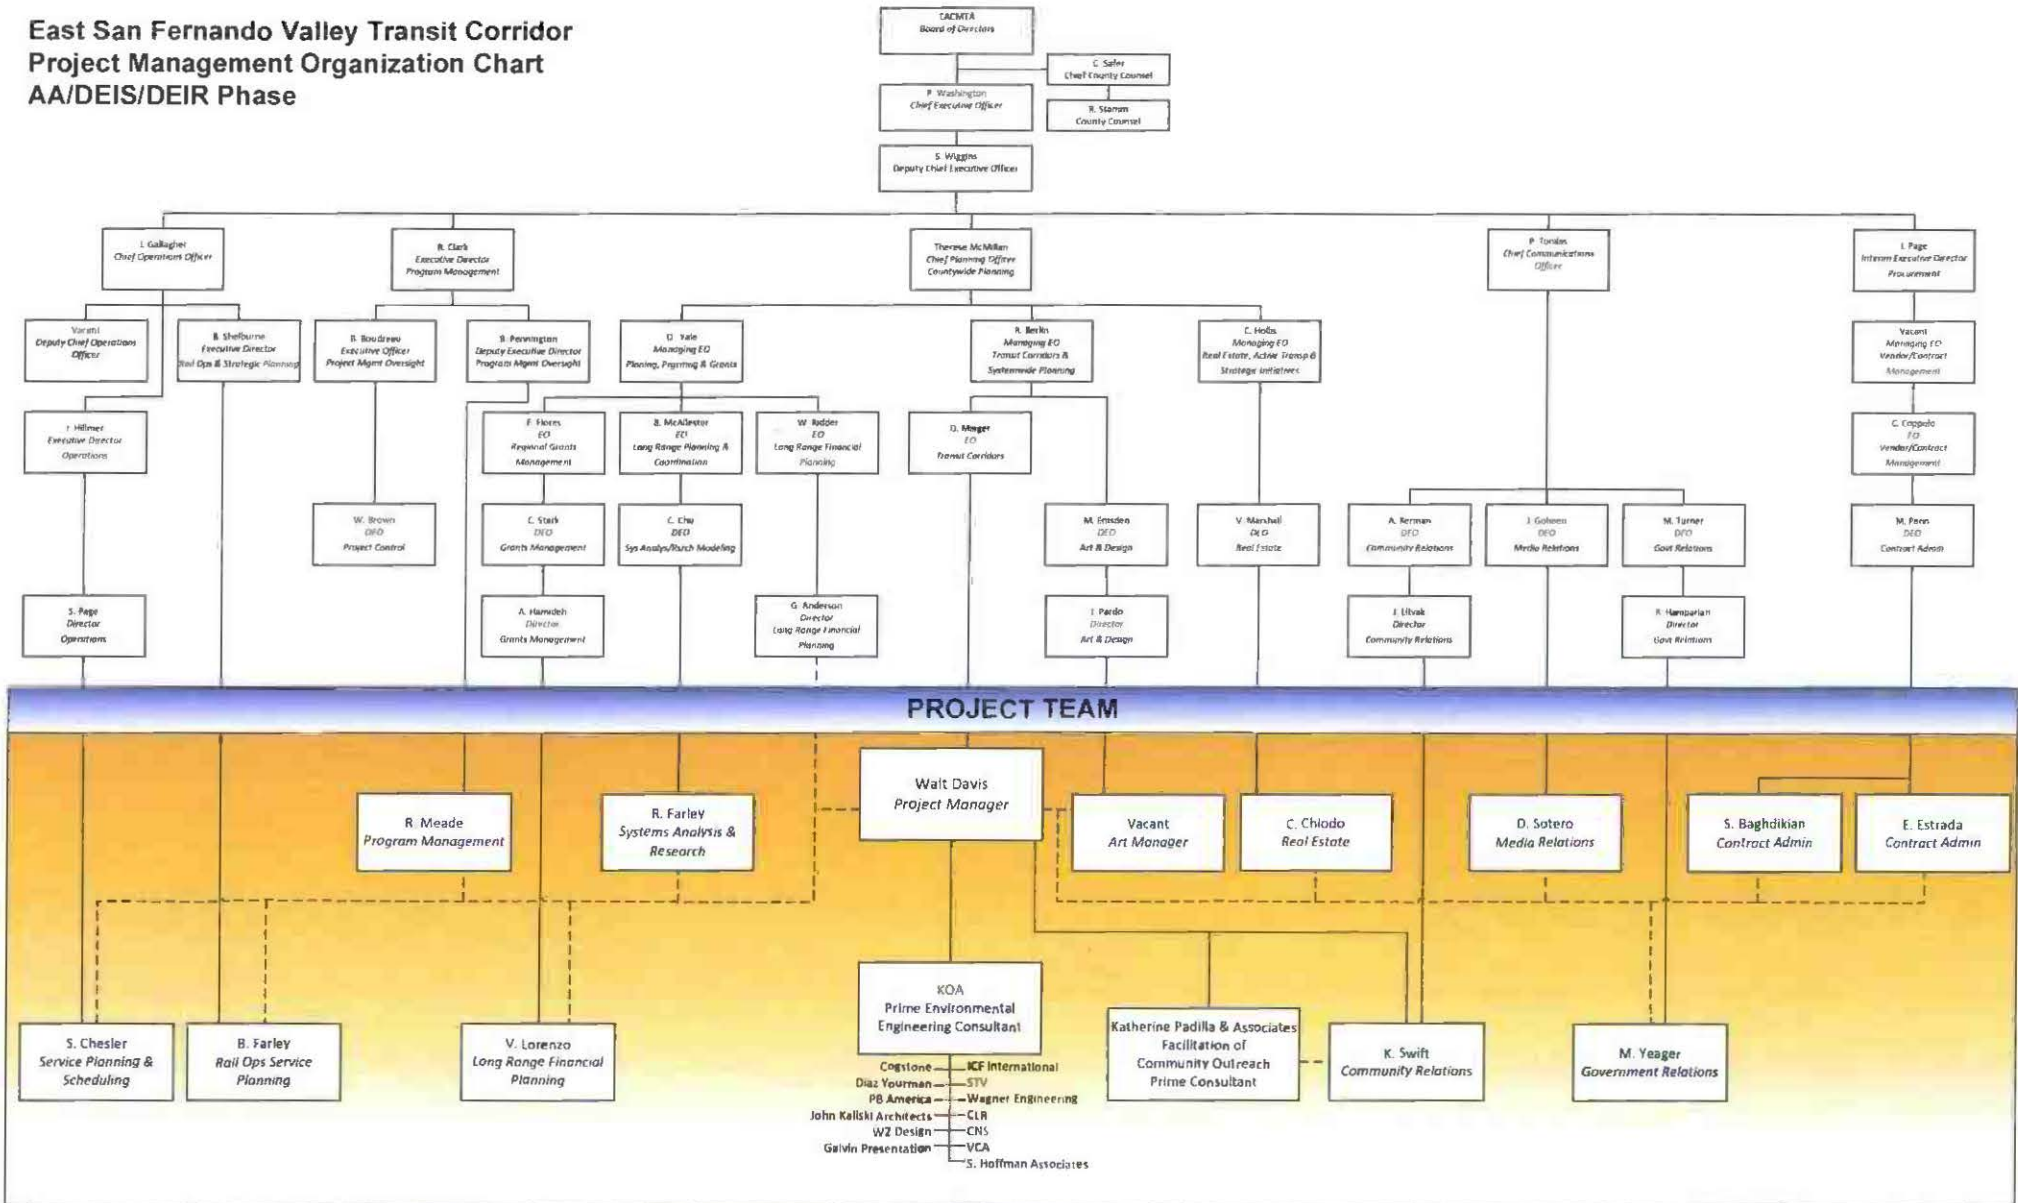 East San Fernando Valley Transit Corridor
Project Management Organization Chart
AA/DEIS/DEIR Phase
LACMTA
Board of Directors
C. Safer
Chief County Counsel
P. Washington
Chief Executive Officer
R. Stamm
County Counsel
S. Wiggins
Deputy Chief Executive Officer
J. Gallagher
Chief Operations Officer
R. Clark
Executive Director
Program Management
Therese McMillan
Chief Planning Officer
Countywide Planning
P.
Chief Communications
Officer
I. Page
Interim Executive Director
Procurement
Vacant
Deputy Chief Operations
Officer
B. Shelburne
Executive Director
Rail Ops & Strategic Planning
B. Boudreau
Executive Officer
Project Mgmt Oversight
B. Pennington
Deputy Executive Director
Program Mgmt Oversight
D. Yale
Managing EO
Planing, Prgming & Grants
R. Berlin
Managing EO
Transit Corridors &
Systemwide Planning
C. Hollis
Managing EO
Real Estate, Active Transp &
Strategic Initiatives
Vacant
Managing EO
Vendor/Contract
Management
Hillmer
Executive Director
Operations
F. Flores
EO
Regional Grants
Management
B. McAllester
EO
Long Range Planning &
Coordination
W. Ridder
EO
Long Range Financial
Planning
D. Mieger
EO
Transit Corridors
C. Coppolo
EO
Vendor/Contract
Management
W. Brown
DEO
Project Control
C. Stark
DEO
Grants Management
C. Chu
DEO
Sys Analys/Rsrch Modeling
M.
DEO
Art & Design
V. Marshall
DEO
Real Estate
A. Kerman
DEO
Community Relations
J. Goheen
DEO
Media Relations
M. Turner
DEO
Govt Relations
M. Penn
DEO
Contract Admin
S. Page
Director
Operations
A. Hamideh
Director
Grants Management
G. Anderson
Director
Long Range Financial
Planning
J. Pardo
Director
Art & Design
J. Litvak
Director
Community Relations
R. Hamparian
Director
Govt Relations
PROJECT TEAM
Walt Davis
Project Manager
R. Meade
Program Management
R. Farley
Systems Analysis &
Research
Vacant
Art Manager
C. Chiodo
Real Estate
D. Sotero
Media Relations
S. Baghdikian
Contract Admin
E. Estrada
Contract Admin
KOA
Prime Environmental
Engineering Consultant
S. Chesler
Service Planning &
Scheduling
B. Farley
Rail Ops Service
Planning
V. Lorenzo
Long Range Financial
Planning
Katherine Padilla & Associates
Facilitation of
Community Outreach
Prime Consultant
K. Swift
Community Relations
M. Yeager
Government Relations
Cogstone ICF International
Diaz Yourman STV
PB America Wagner Engineering
John Kaliski Architects CLR
WZ Design CNS
Galvin Presentation VCA
S. Hoffman Associates